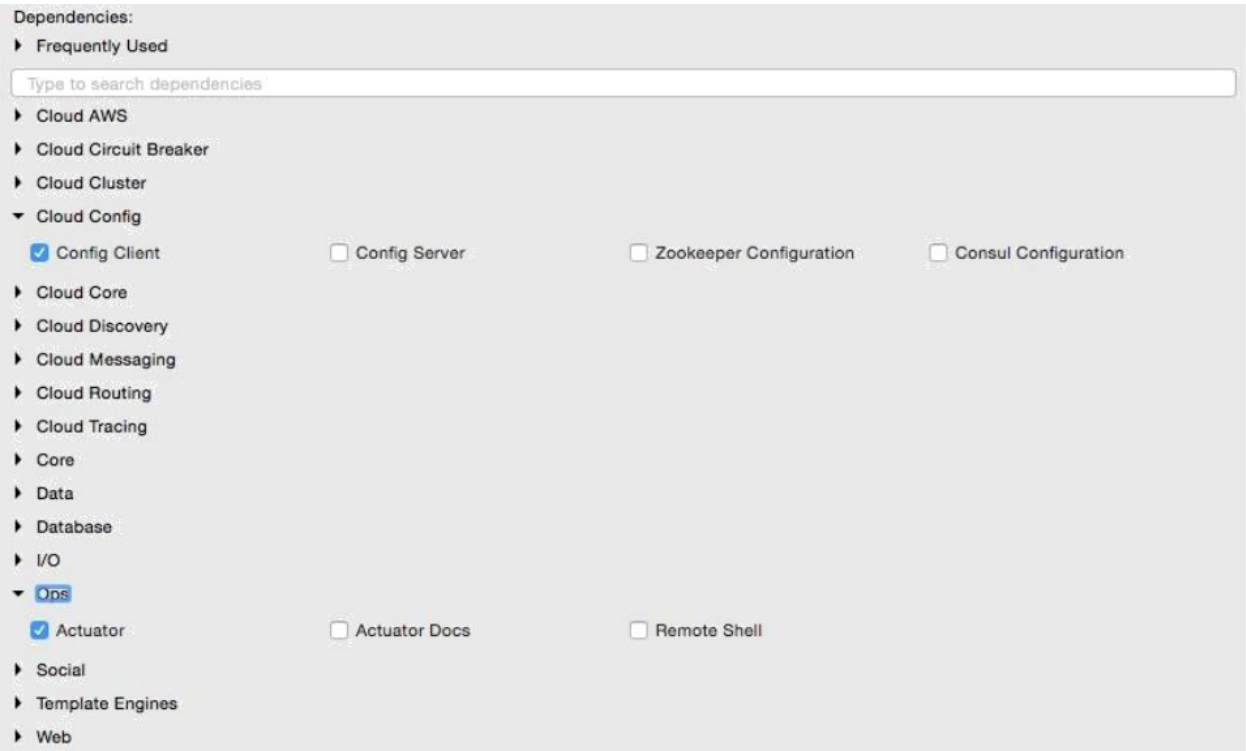 Dependencies:
Frequently Used
Type to search dependencies
Cloud AWS
Cloud Circuit Breaker
Cloud Cluster
Cloud Config
Config Client Config Server Zookeeper Configuration Consul Configuration
Cloud Core
Cloud Discovery
Cloud Messaging
Cloud Routing
Cloud Tracing
Core
Data
Database
I/O
Ops
Actuator Actuator Docs Remote Shell
Social
Template Engines
Web